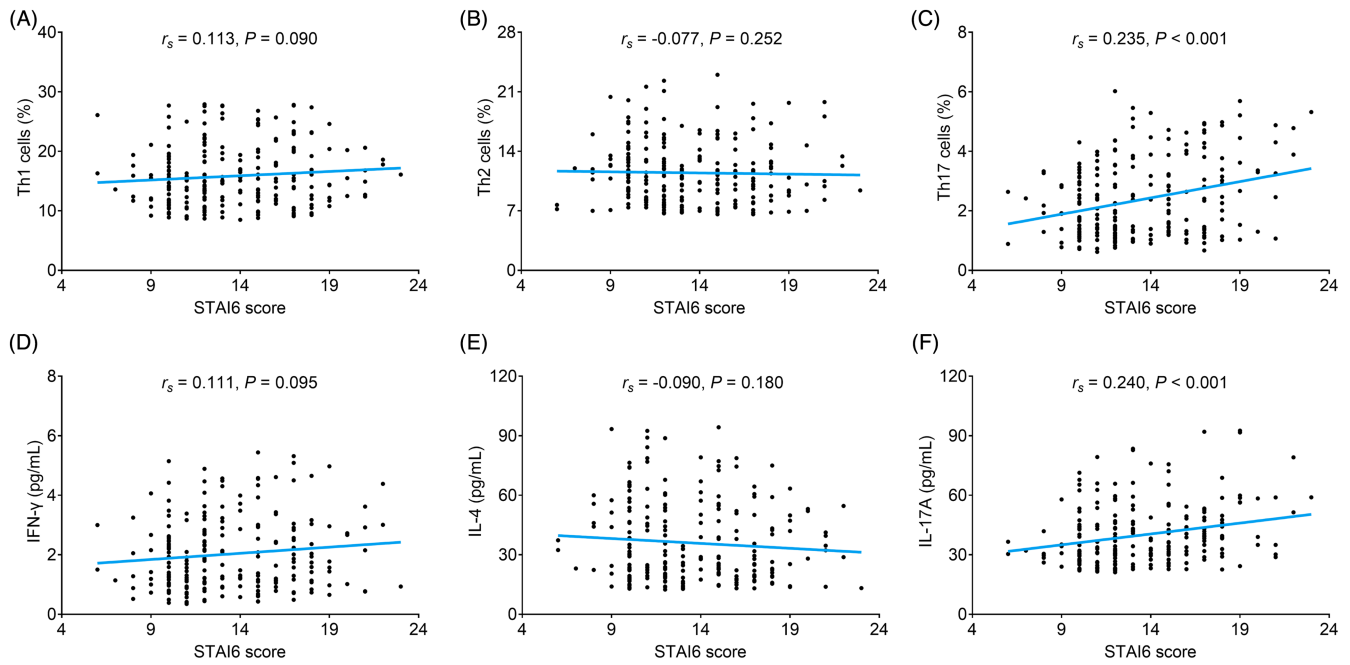 (A)
r_s = 0.113, P = 0.090
Th1 cells (%)
40
30
20
10
0
4 9 14 19 24
STAI6 score
(B)
r_s = -0.077, P = 0.252
Th2 cells (%)
28
21
14
7
0
4 9 14 19 24
STAI6 score
(C)
r_s = 0.235, P < 0.001
Th17 cells (%)
8
6
4
2
0
4 9 14 19 24
STAI6 score
(D)
r_s = 0.111, P = 0.095
IFN-γ (pg/mL)
8
6
4
2
0
4 9 14 19 24
STAI6 score
(E)
r_s = -0.090, P = 0.180
IL-4 (pg/mL)
120
90
60
30
0
4 9 14 19 24
STAI6 score
(F)
r_s = 0.240, P < 0.001
IL-17A (pg/mL)
120
90
60
30
0
4 9 14 19 24
STAI6 score